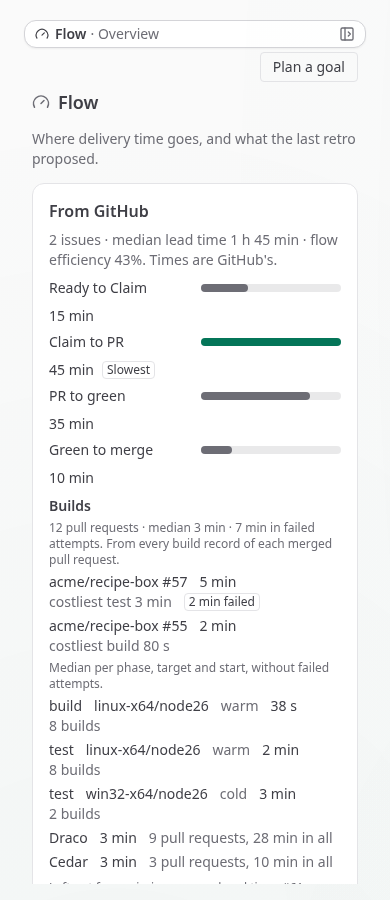 Flow · Overview
Plan a goal
Flow
Where delivery time goes, and what the last retro
proposed.
From GitHub
2 issues · median lead time 1 h 45 min · flow
efficiency 43%. Times are GitHub's.
Ready to Claim
15 min
Claim to PR
45 min Slowest
PR to green
35 min
Green to merge
10 min
Builds
12 pull requests · median 3 min · 7 min in failed
attempts. From every build record of each merged
pull request.
acme/recipe-box #57 5 min
costliest test 3 min 2 min failed
acme/recipe-box #55 2 min
costliest build 80 s
Median per phase, target and start, without failed
attempts.
build linux-x64/node26 warm 38 s
8 builds
test linux-x64/node26 warm 2 min
8 builds
test win32-x64/node26 cold 3 min
2 builds
Draco 3 min 9 pull requests, 28 min in all
Cedar 3 min 3 pull requests, 10 min in all